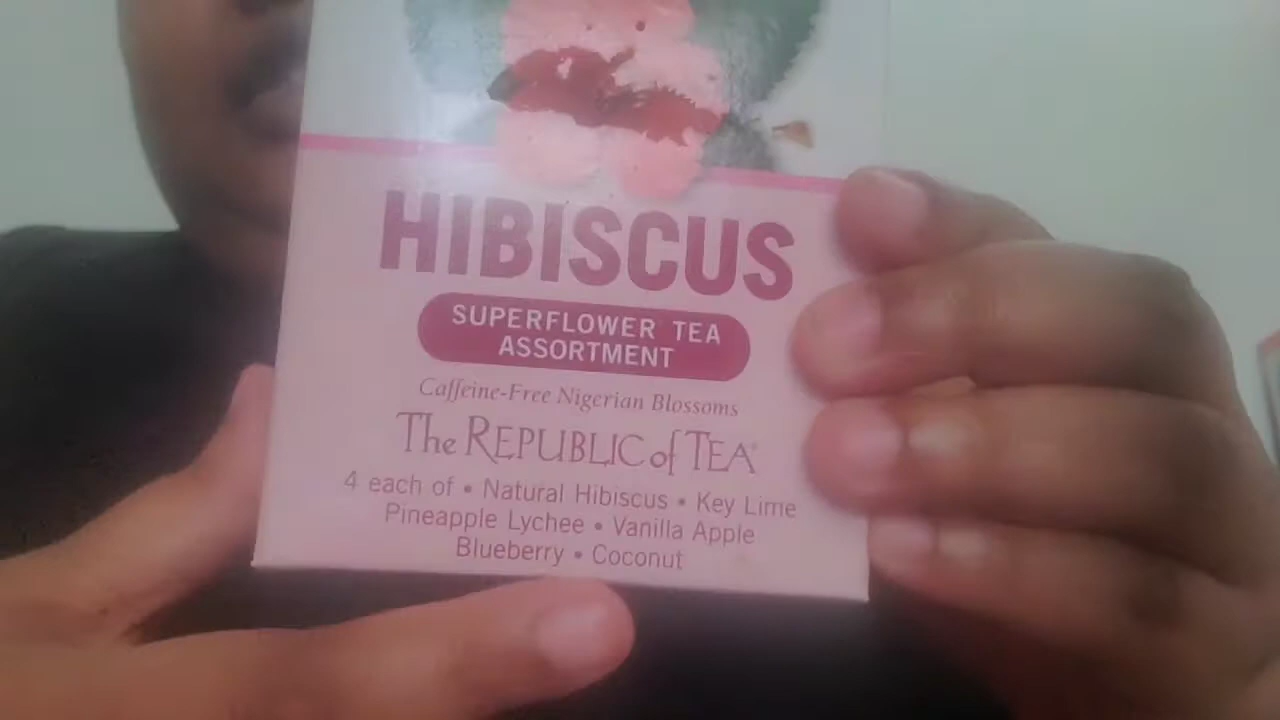 HIBISCUS
SUPERFLOWER TEA
ASSORTMENT
Caffeine-Free Nigerian Blossoms
The REPUBLIC of TEA®
4 each of • Natural Hibiscus • Key Lime
Pineapple Lychee • Vanilla Apple
Blueberry • Coconut